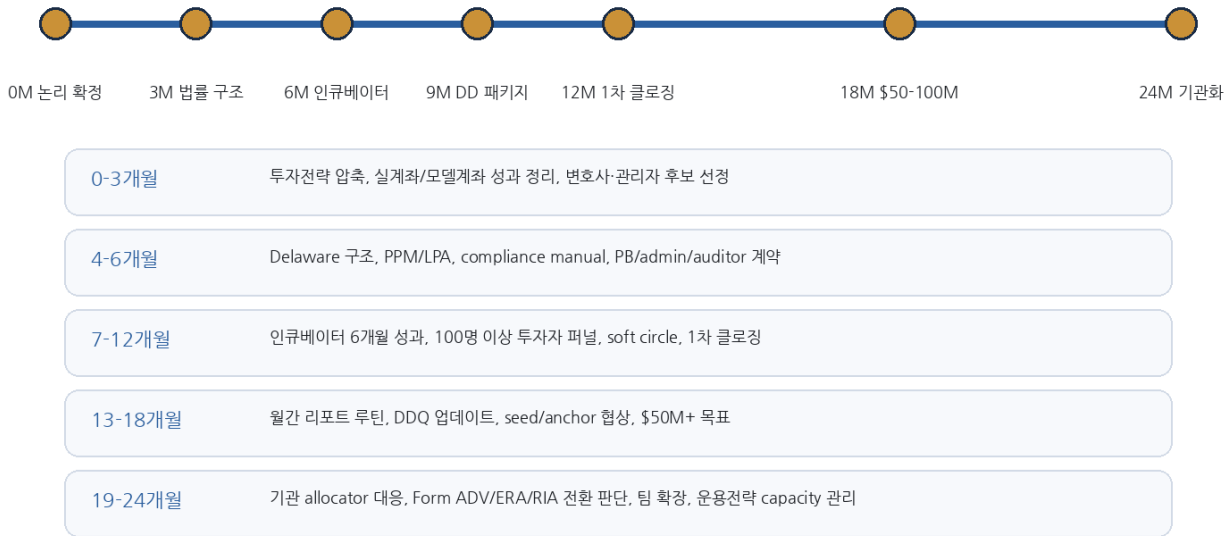 0M 논리 확정 3M 법률 구조 6M 인큐베이터 9M DD 패키지 12M 1차 클로징 18M $50-100M 24M 기관화
0-3개월 투자전략 압축, 실계좌/모델계좌 성과 정리, 변호사·관리자 후보 선정
4-6개월 Delaware 구조, PPM/LPA, compliance manual, PB/admin/auditor 계약
7-12개월 인큐베이터 6개월 성과, 100명 이상 투자자 퍼널, soft circle, 1차 클로징
13-18개월 월간 리포트 루틴, DDQ 업데이트, seed/anchor 협상, $50M+ 목표
19-24개월 기관 allocator 대응, Form ADV/ERA/RIA 전환 판단, 팀 확장, 운용전략 capacity 관리